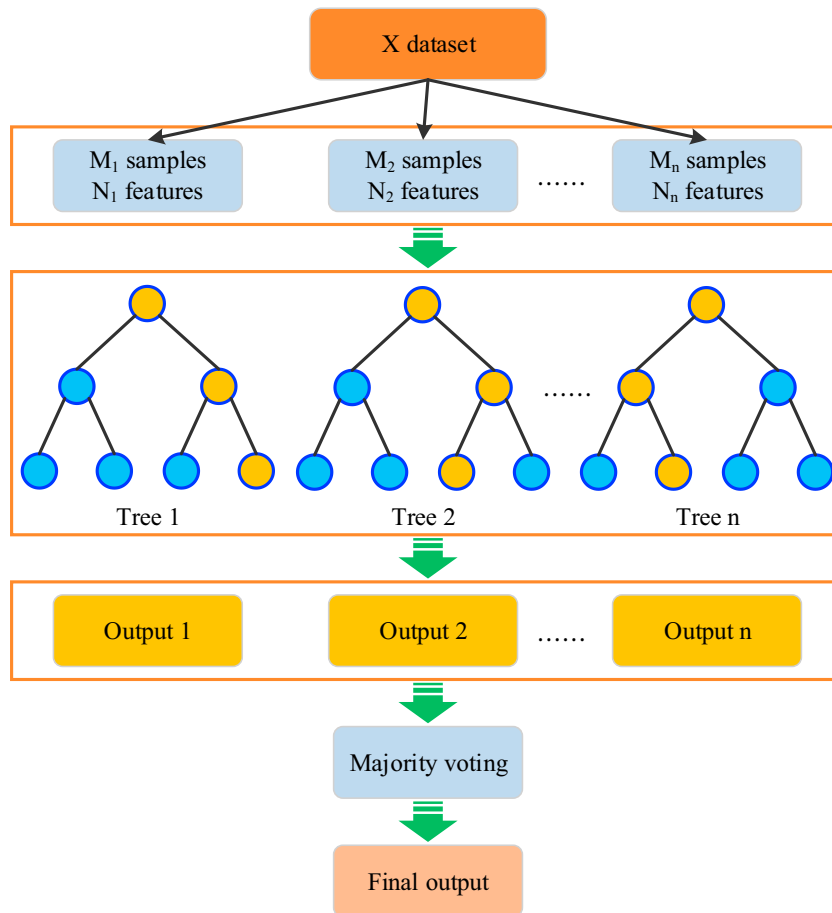 X dataset
M₁ samples
N₁ features
M₂ samples
N₂ features
......
Mₙ samples
Nₙ features
......
Tree 1
Tree 2
Tree n
Output 1
Output 2
......
Output n
Majority voting
Final output